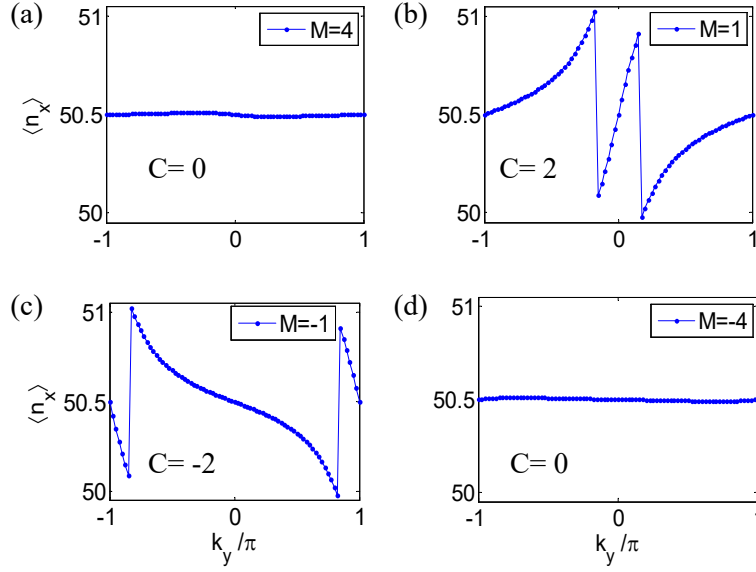 (a)
51
M=4
50.5
⟨n_x⟩
C= 0
50
-1
0
1
(b)
51
M=1
50.5
⟨n_x⟩
C= 2
50
-1
0
1
(c)
51
M=-1
50.5
⟨n_x⟩
C= -2
50
-1
0
1
k_y/π
(d)
51
M=-4
50.5
⟨n_x⟩
C= 0
50
-1
0
1
k_y/π